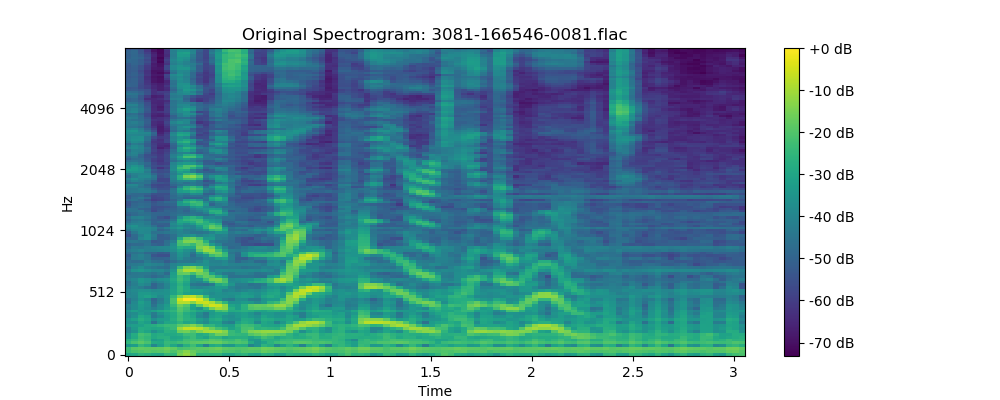 Original Spectrogram: 3081-166546-0081.flac
Hz
4096
2048
1024
512
0
0
0.5
1
1.5
2
2.5
3
Time
+0 dB
-10 dB
-20 dB
-30 dB
-40 dB
-50 dB
-60 dB
-70 dB